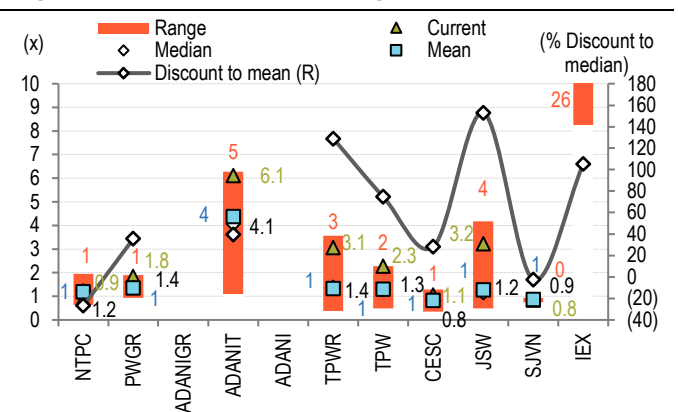 (x)
Range
Current
(% Discount to
median)
Median
Mean
Discount to mean (R)
10
9
8
7
6
5
4
3
2
1
0
180
160
140
120
100
80
60
40
20
0
(20)
(40)
1
1
0.9
1.2
1
1.8
1.4
1
5
6.1
4
4.1
3
3.1
1
1.4
2
2.3
1.3
1
1
1.1
1
0.8
4
3.2
1
1.2
1
0
0.9
0.8
26
NTPC
PWGR
ADANIGR
ADANIT
ADANI
TPWR
TPW
CESC
JSW
SJVN
IEX